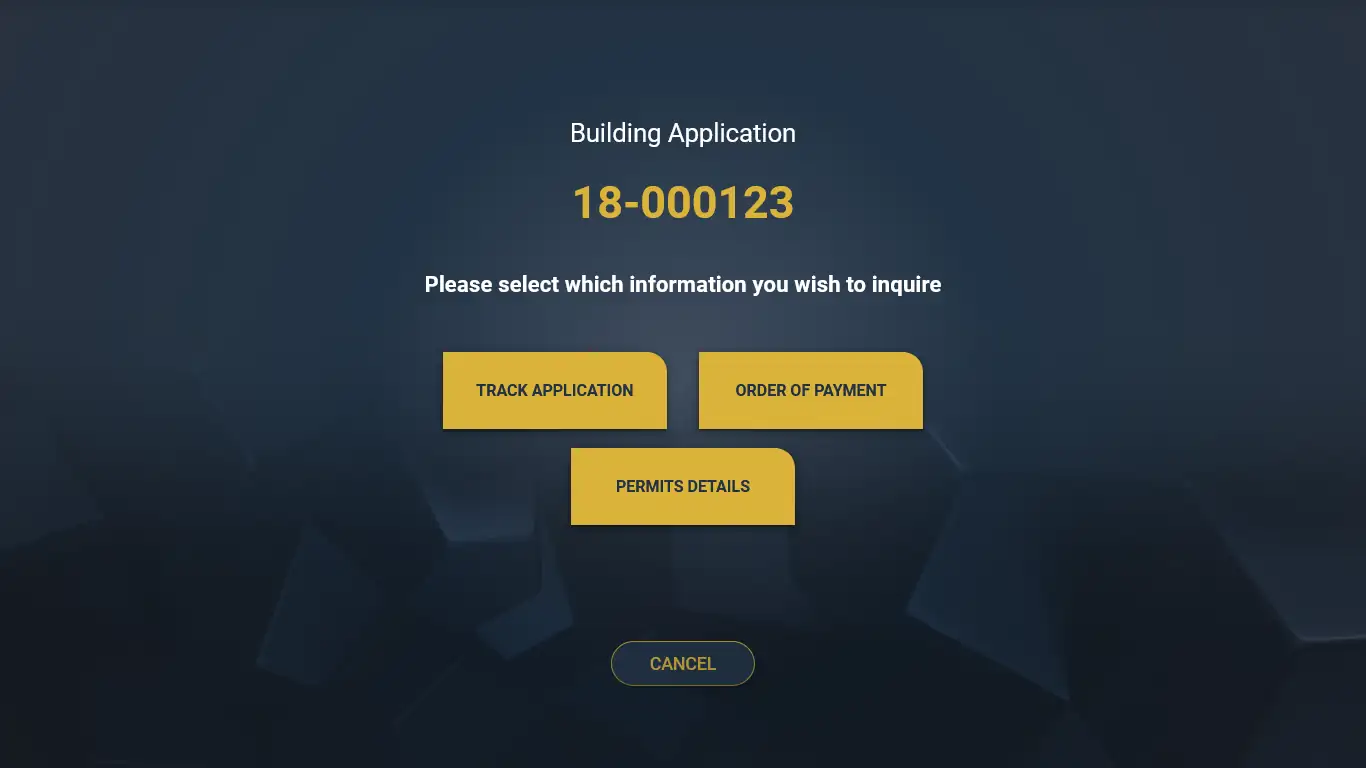 Building Application
18-000123
Please select which information you wish to inquire
TRACK APPLICATION
ORDER OF PAYMENT
PERMITS DETAILS
CANCEL